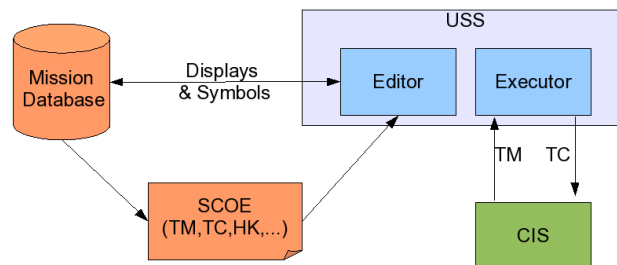 USS
Mission
Database
Displays
& Symbols
Editor
Executor
TM
TC
SCOE
(TM,TC,HK,...)
CIS